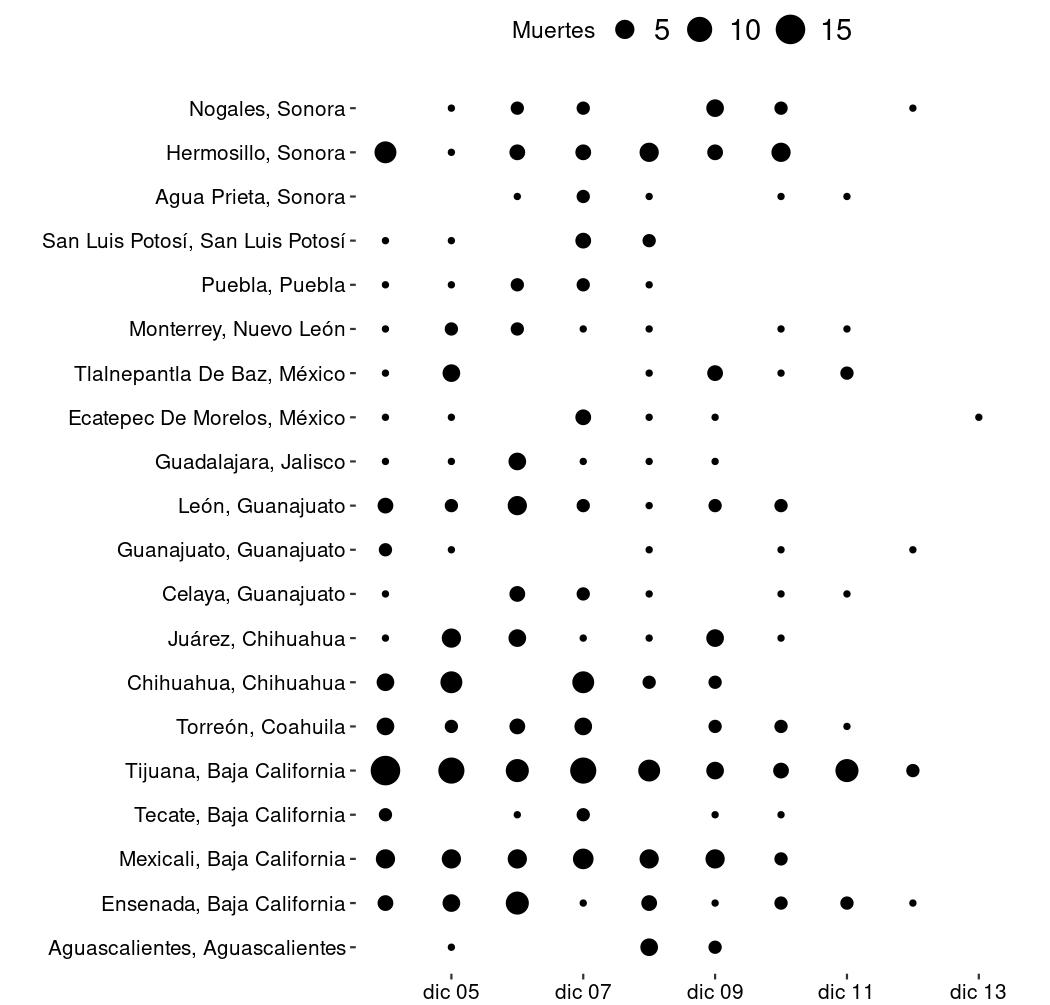 Muertes 5 10 15
Nogales, Sonora
Hermosillo, Sonora
Agua Prieta, Sonora
San Luis Potosí, San Luis Potosí
Puebla, Puebla
Monterrey, Nuevo León
Tlalnepantla De Baz, México
Ecatepec De Morelos, México
Guadalajara, Jalisco
León, Guanajuato
Guanajuato, Guanajuato
Celaya, Guanajuato
Juárez, Chihuahua
Chihuahua, Chihuahua
Torreón, Coahuila
Tijuana, Baja California
Tecate, Baja California
Mexicali, Baja California
Ensenada, Baja California
Aguascalientes, Aguascalientes
dic 05 dic 07 dic 09 dic 11 dic 13